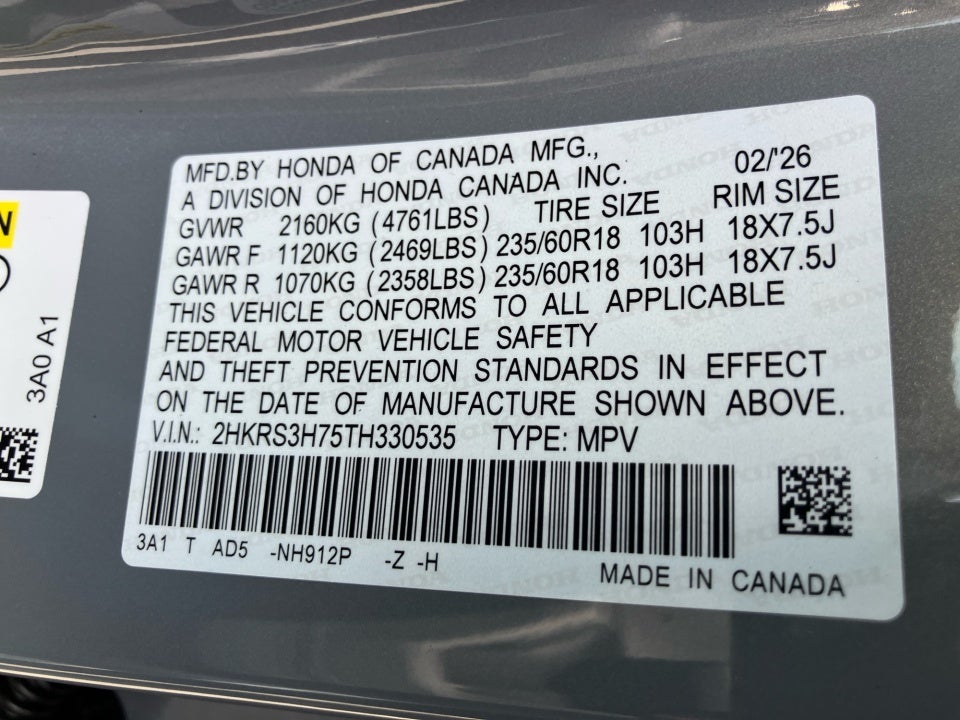 MFD.BY HONDA OF CANADA MFG., 02/'26
A DIVISION OF HONDA CANADA INC.
GVWR 2160KG (4761LBS) TIRE SIZE RIM SIZE
GAWR F 1120KG (2469LBS) 235/60R18 103H 18X7.5J
GAWR R 1070KG (2358LBS) 235/60R18 103H 18X7.5J
THIS VEHICLE CONFORMS TO ALL APPLICABLE
FEDERAL MOTOR VEHICLE SAFETY
AND THEFT PREVENTION STANDARDS IN EFFECT
ON THE DATE OF MANUFACTURE SHOWN ABOVE.
V.I.N.: 2HKRS3H75TH330535 TYPE: MPV
3A1 T AD5 -NH912P -Z -H
MADE IN CANADA
N
3A0 A1